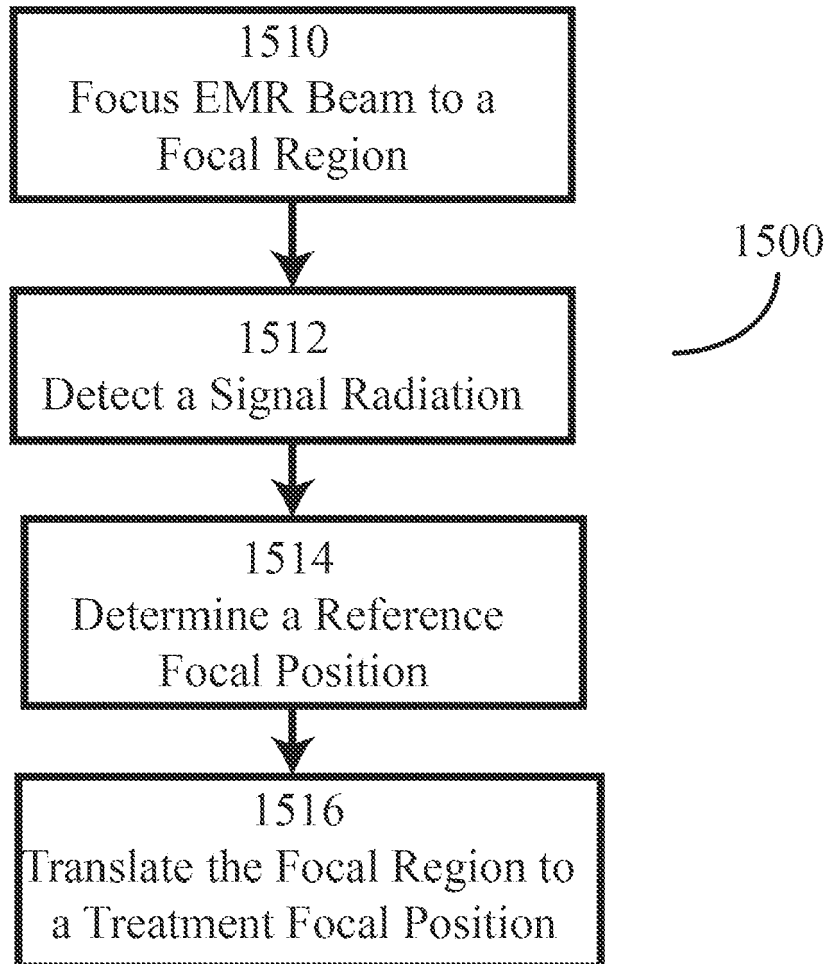 1510
Focus EMR Beam to a
Focal Region
1500
1512
Detect a Signal Radiation
1514
Determine a Reference
Focal Position
1516
Translate the Focal Region to
a Treatment Focal Position